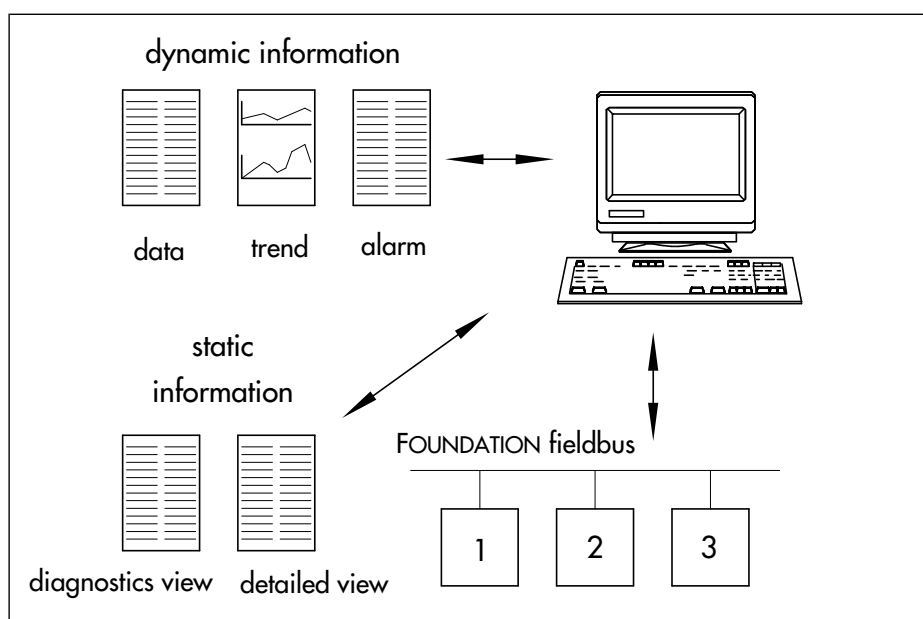 dynamic information
data
trend
alarm
static
information
FOUNDATION fieldbus
1
2
3
diagnostics view
detailed view